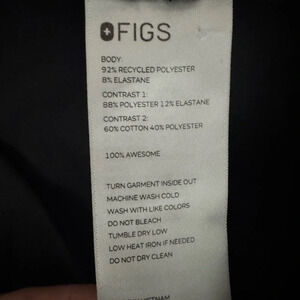 FIGS
BODY:
92% RECYCLED POLYESTER
8% ELASTANE
CONTRAST 1:
88% POLYESTER 12% ELASTANE
CONTRAST 2:
60% COTTON 40% POLYESTER
100% AWESOME
TURN GARMENT INSIDE OUT
MACHINE WASH COLD
WASH WITH LIKE COLORS
DO NOT BLEACH
TUMBLE DRY LOW
LOW HEAT IRON IF NEEDED
DO NOT DRY CLEAN
VIETNAM